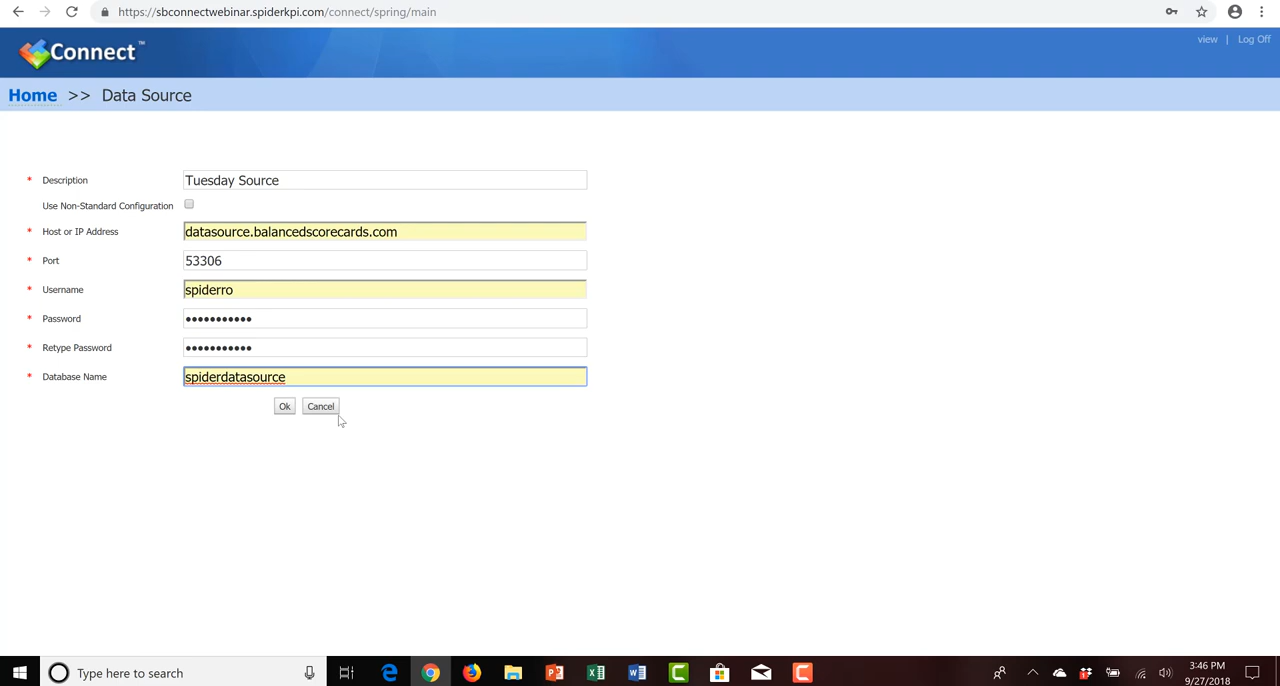 https://sbconnectwebinar.spiderkpi.com/connect/spring/main
Connect™
view | Log Off
Home >> Data Source
* Description Tuesday Source
Use Non-Standard Configuration
* Host or IP Address datasource.balancedscorecards.com
* Port 53306
* Username spiderro
* Password •••••••••••
* Retype Password •••••••••••
* Database Name spiderdatasource
Ok Cancel
Type here to search
3:46 PM
9/27/2018